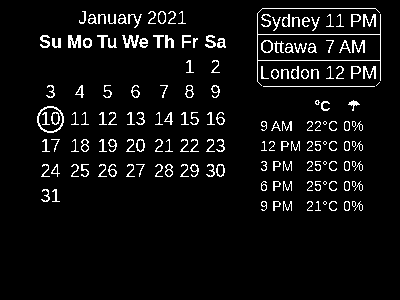 January 2021
Su Mo Tu We Th Fr Sa
1 2
3 4 5 6 7 8 9
10 11 12 13 14 15 16
17 18 19 20 21 22 23
24 25 26 27 28 29 30
31
Sydney 11 PM
Ottawa 7 AM
London 12 PM
°C ☂
9 AM 22°C 0%
12 PM 25°C 0%
3 PM 25°C 0%
6 PM 25°C 0%
9 PM 21°C 0%